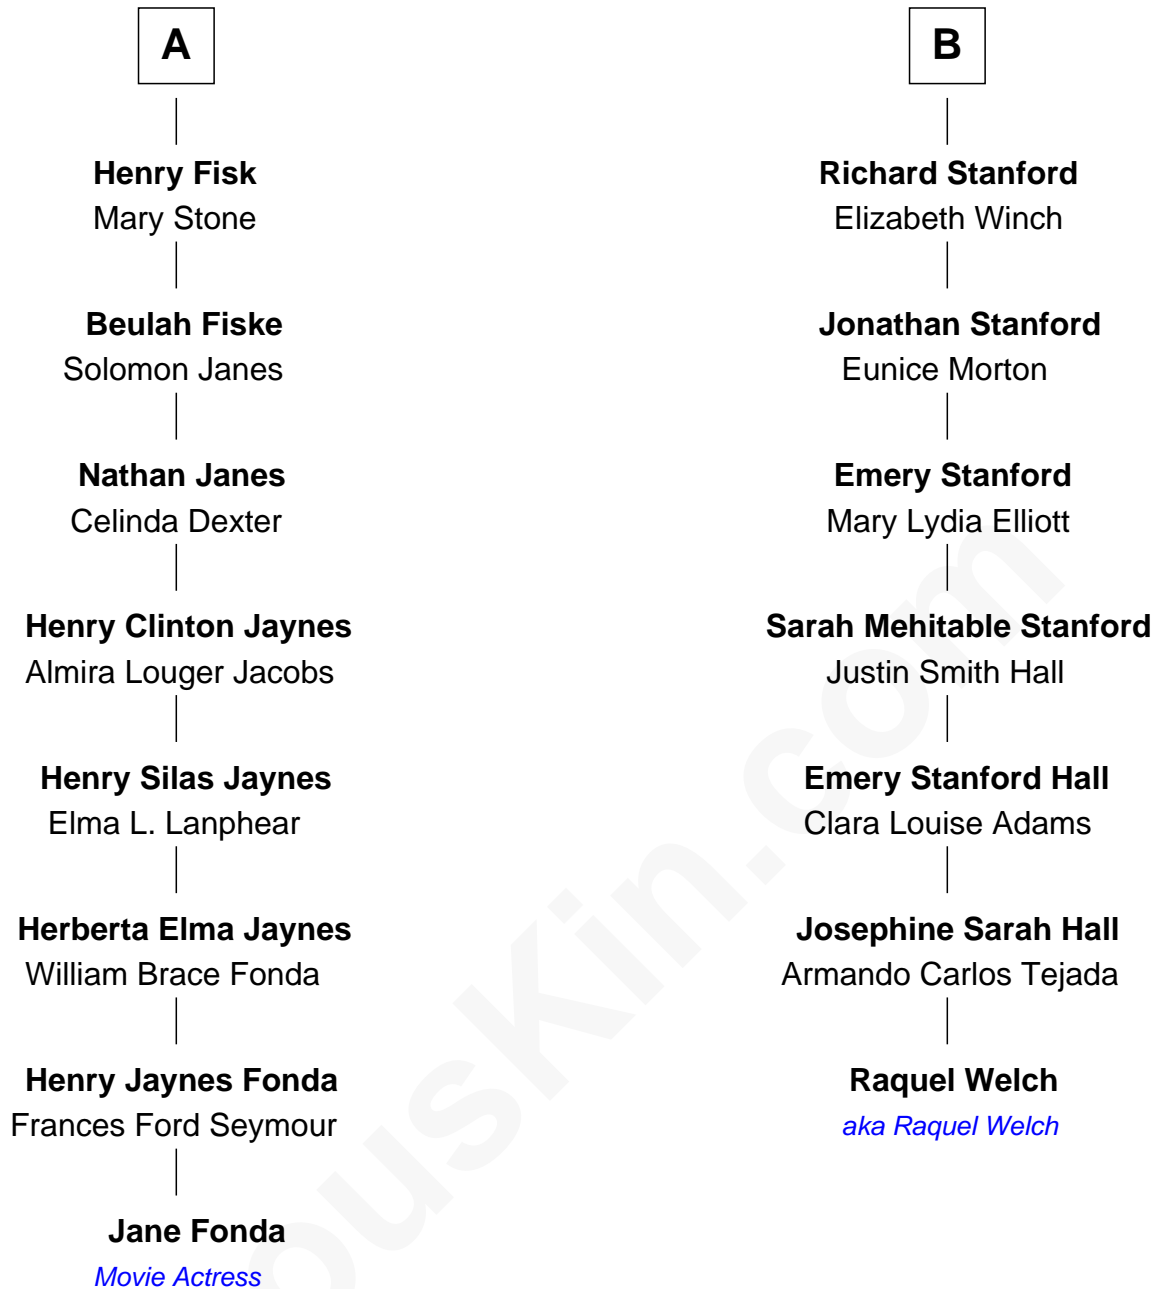 A
Henry Fisk
Mary Stone
Beulah Fiske
Solomon Janes
Nathan Janes
Celinda Dexter
Henry Clinton Jaynes
Almira Louger Jacobs
Henry Silas Jaynes
Elma L. Lanphear
Herberta Elma Jaynes
William Brace Fonda
Henry Jaynes Fonda
Frances Ford Seymour
Jane Fonda
Movie Actress
B
Richard Stanford
Elizabeth Winch
Jonathan Stanford
Eunice Morton
Emery Stanford
Mary Lydia Elliott
Sarah Mehitable Stanford
Justin Smith Hall
Emery Stanford Hall
Clara Louise Adams
Josephine Sarah Hall
Armando Carlos Tejada
Raquel Welch
aka Raquel Welch
ousKin.com